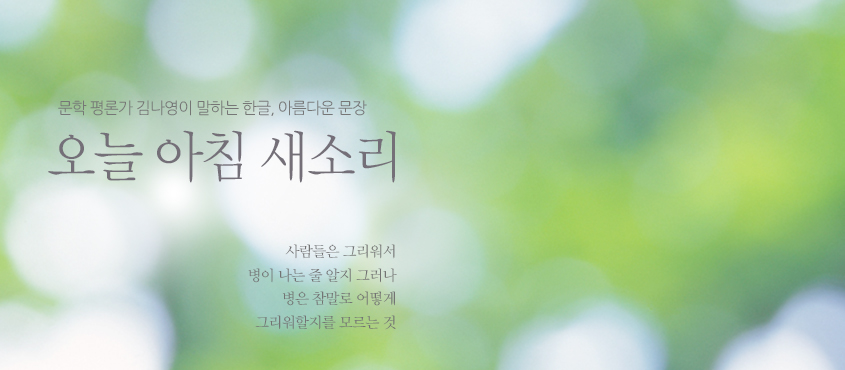 문학 평론가 김나영이 말하는 한글, 아름다운 문장
오늘 아침 새소리
사람들은 그리워서
병이 나는 줄 알지 그러나
병은 참말로 어떻게
그리워할지를 모르는 것